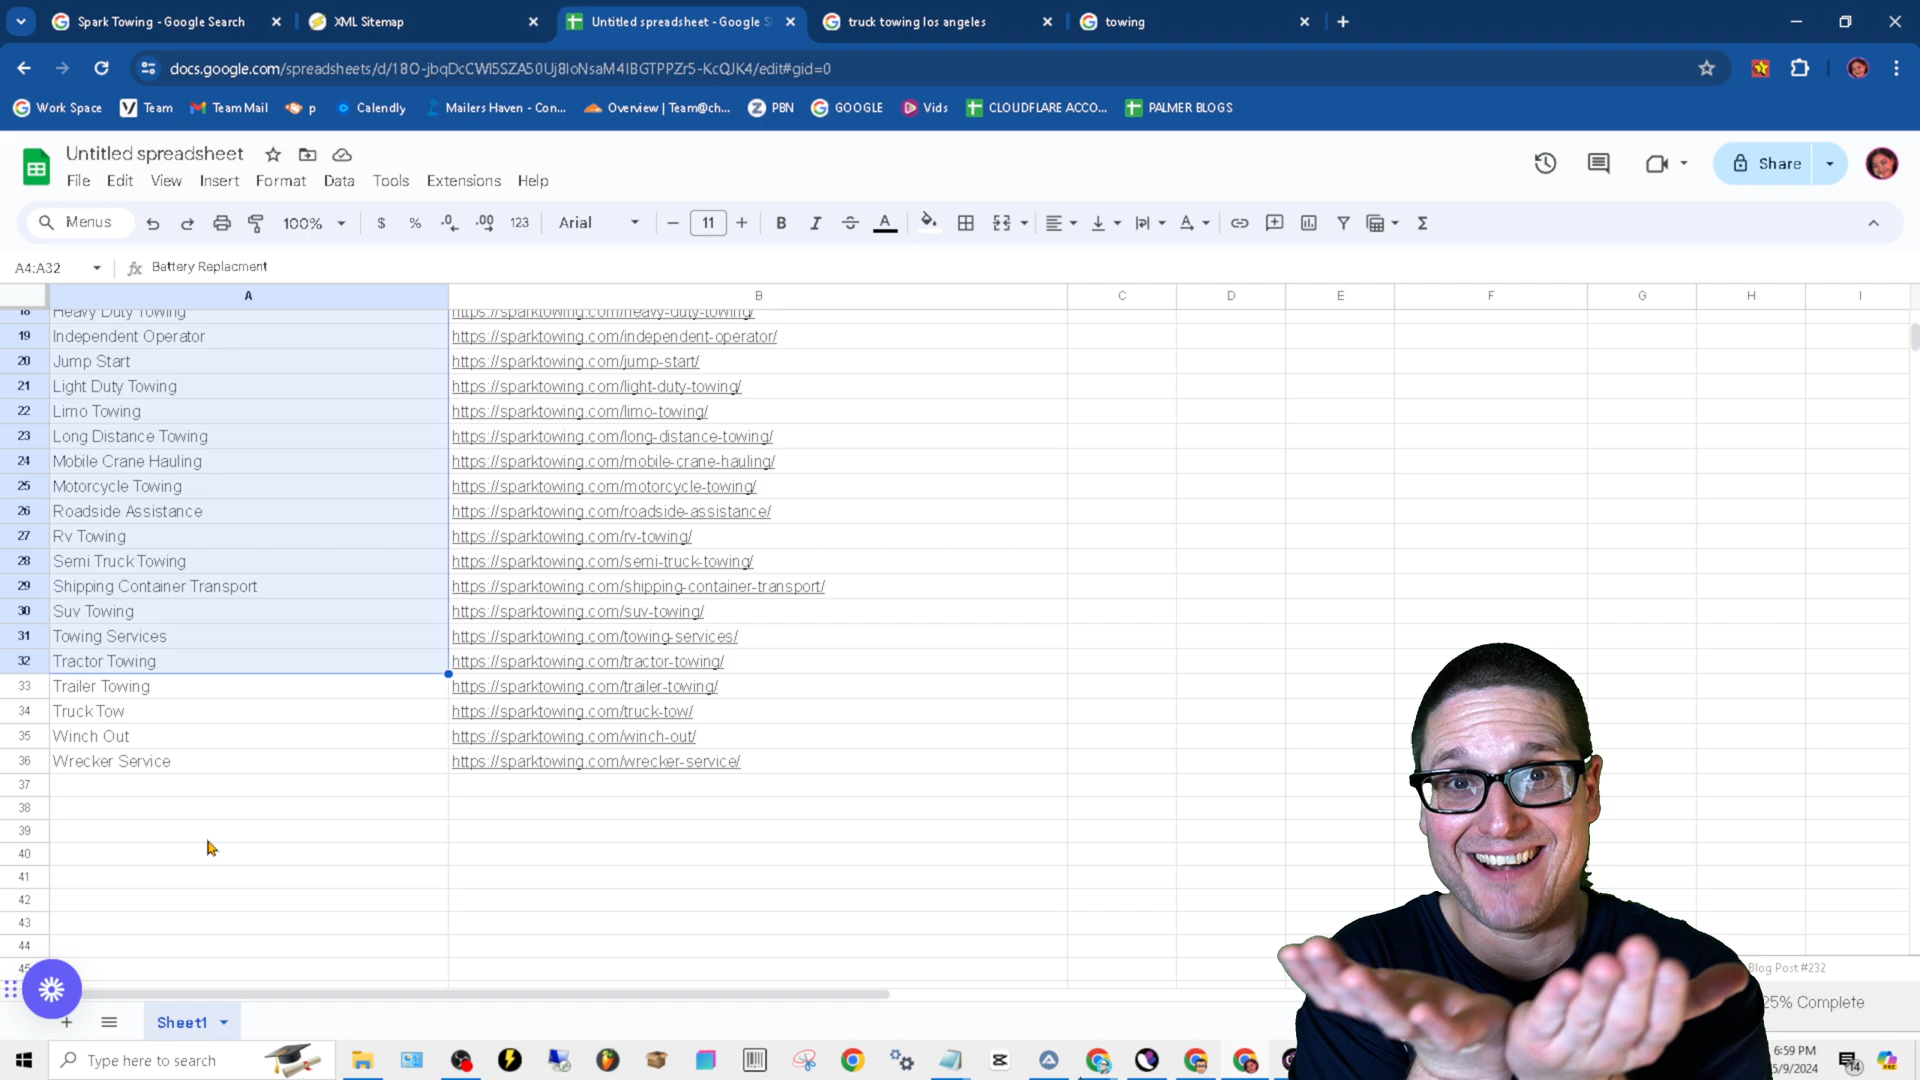 Spark Towing - Google Search
XML Sitemap
Untitled spreadsheet - Google S
truck towing los angeles
towing
docs.google.com/spreadsheets/d/18O-jbqDcCWl5SZA50Uj8loNsaM4IBGTPPZr5-KcQJK4/edit#gid=0
Work Space
Team
Team Mail
p
Calendly
Mailers Haven - Con...
Overview | Team@ch...
PBN
GOOGLE
Vids
CLOUDFLARE ACCO...
PALMER BLOGS
Untitled spreadsheet
File Edit View Insert Format Data Tools Extensions Help
Share
Menus
100%
$ % .0 .00 123
Arial
11
B I A
A4:A32
fx Battery Replacment
A B C D E F G H I
18 Heavy Duty Towing https://sparktowing.com/heavy-duty-towing/
19 Independent Operator https://sparktowing.com/independent-operator/
20 Jump Start https://sparktowing.com/jump-start/
21 Light Duty Towing https://sparktowing.com/light-duty-towing/
22 Limo Towing https://sparktowing.com/limo-towing/
23 Long Distance Towing https://sparktowing.com/long-distance-towing/
24 Mobile Crane Hauling https://sparktowing.com/mobile-crane-hauling/
25 Motorcycle Towing https://sparktowing.com/motorcycle-towing/
26 Roadside Assistance https://sparktowing.com/roadside-assistance/
27 Rv Towing https://sparktowing.com/rv-towing/
28 Semi Truck Towing https://sparktowing.com/semi-truck-towing/
29 Shipping Container Transport https://sparktowing.com/shipping-container-transport/
30 Suv Towing https://sparktowing.com/suv-towing/
31 Towing Services https://sparktowing.com/towing-services/
32 Tractor Towing https://sparktowing.com/tractor-towing/
33 Trailer Towing https://sparktowing.com/trailer-towing/
34 Truck Tow https://sparktowing.com/truck-tow/
35 Winch Out https://sparktowing.com/winch-out/
36 Wrecker Service https://sparktowing.com/wrecker-service/
37
38
39
40
41
42
43
44
45
Blog Post #232
25% Complete
Sheet1
Type here to search
6:59 PM
5/9/2024
14